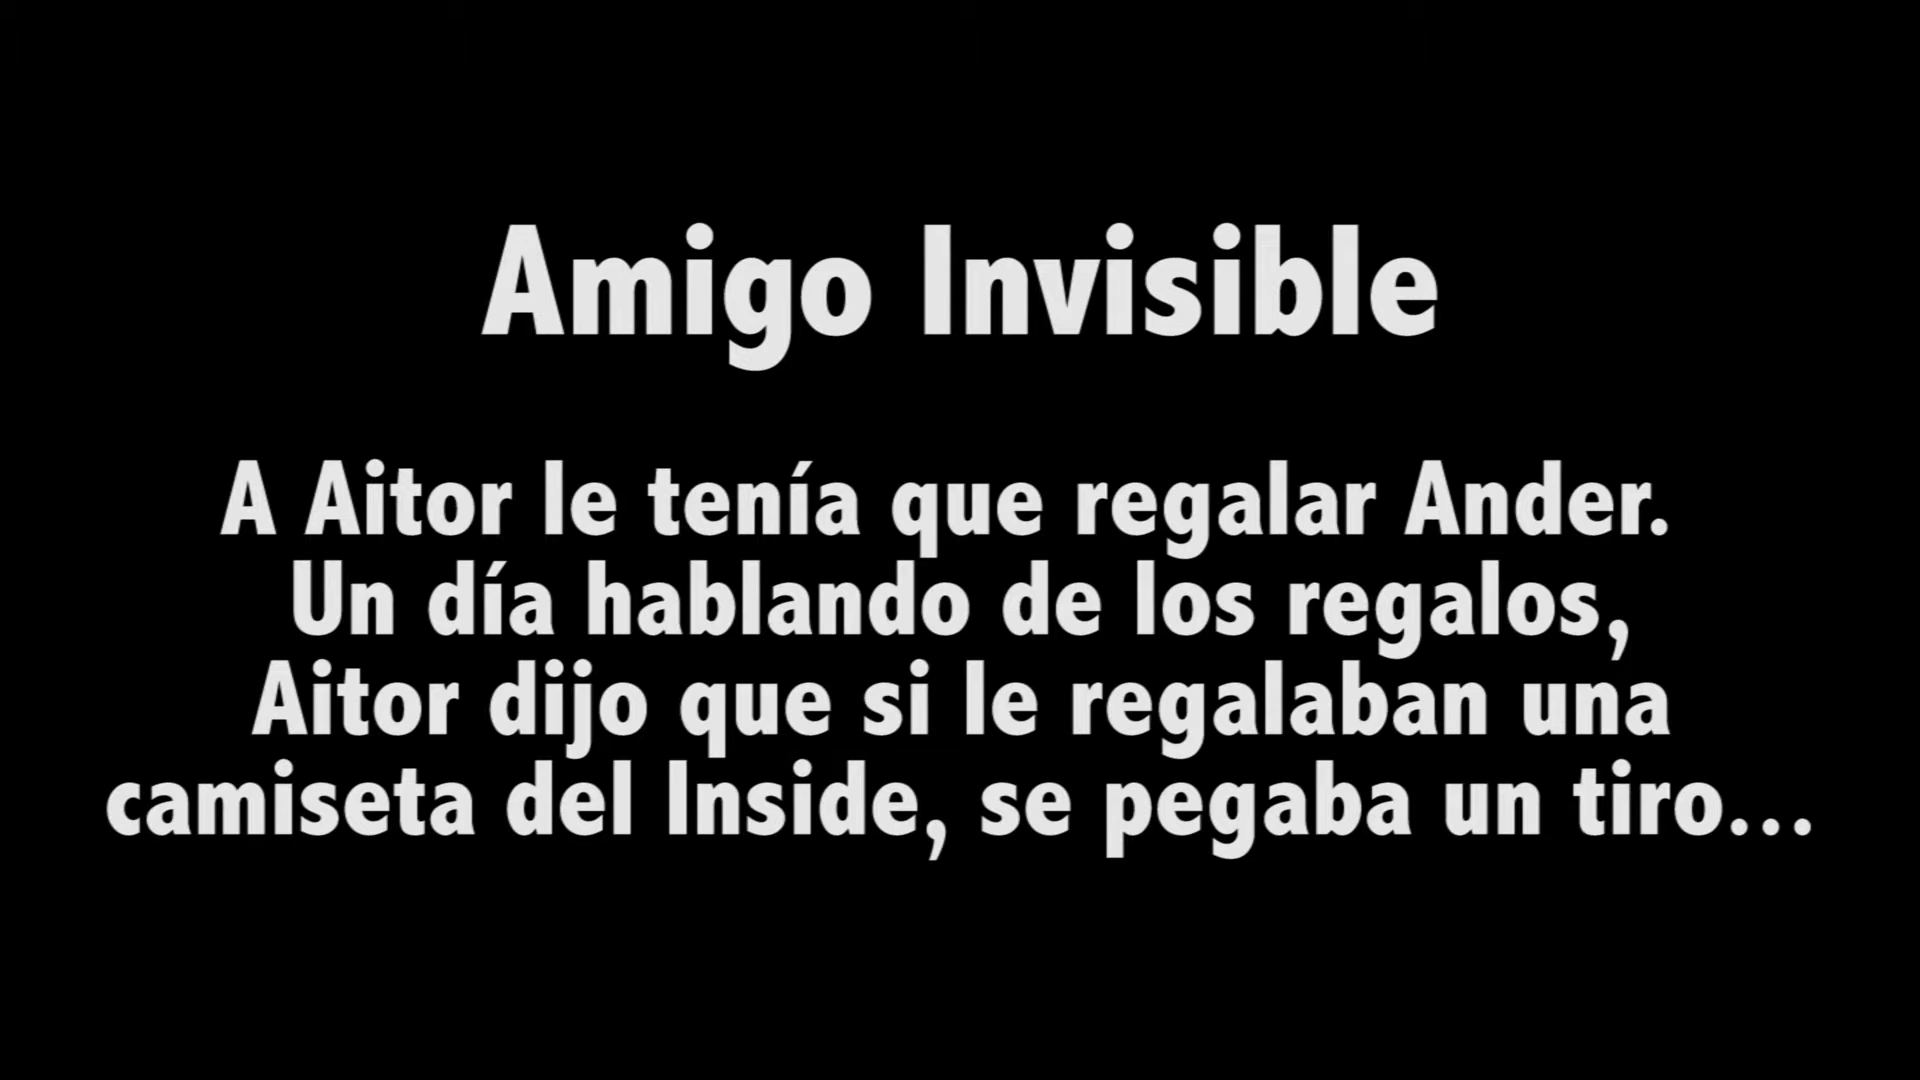 Amigo Invisible
A Aitor le tenía que regalar Ander.
Un día hablando de los regalos,
Aitor dijo que si le regalaban una
camiseta del Inside, se pegaba un tiro...